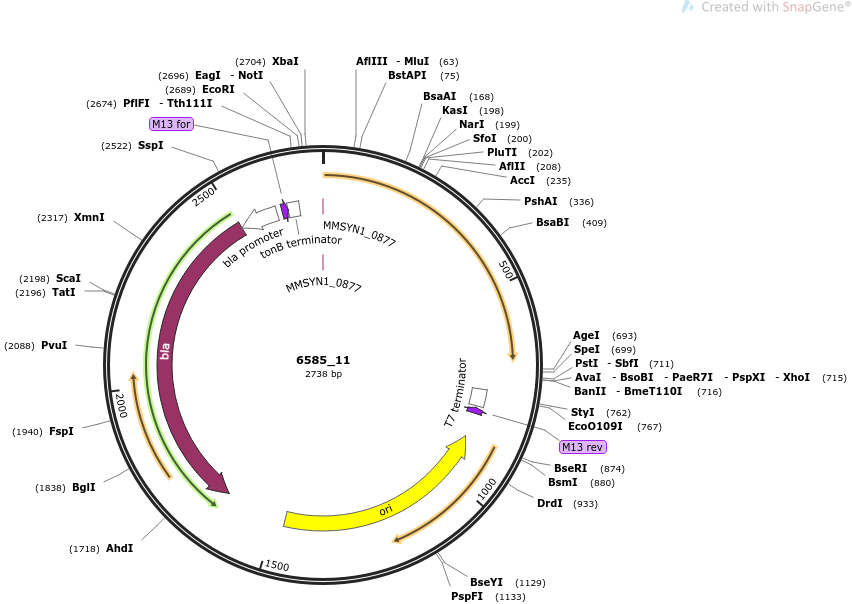 Created with SnapGene®
(2704) XbaI
(2696) EagI - NotI
(2689) EcoRI
(2674) PflFI - Tth111I
M13 for
(2522) SspI
(2317) XmnI
(2198) ScaI
(2196) TatI
(2088) PvuI
(1940) FspI
(1838) BglI
(1718) AhdI
AflIII - MluI (63)
BstAPI (75)
BsaAI (168)
KasI (198)
NarI (199)
SfoI (200)
PluTI (202)
AflII (208)
AccI (235)
PshAI (336)
BsaBI (409)
AgeI (693)
SpeI (699)
PstI - SbfI (711)
AvaI - BsoBI - PaeR7I - PspXI - XhoI (715)
BanII - BmeT110I (716)
StyI (762)
EcoO109I (767)
M13 rev
BseRI (874)
BsmI (880)
DrdI (933)
BseYI (1129)
PspFI (1133)
500
1000
1500
2000
2500
bla promoter
tonB terminator
MMSYN1_0877
MMSYN1_0877
bla
T7 terminator
ori
6585_11
2738 bp